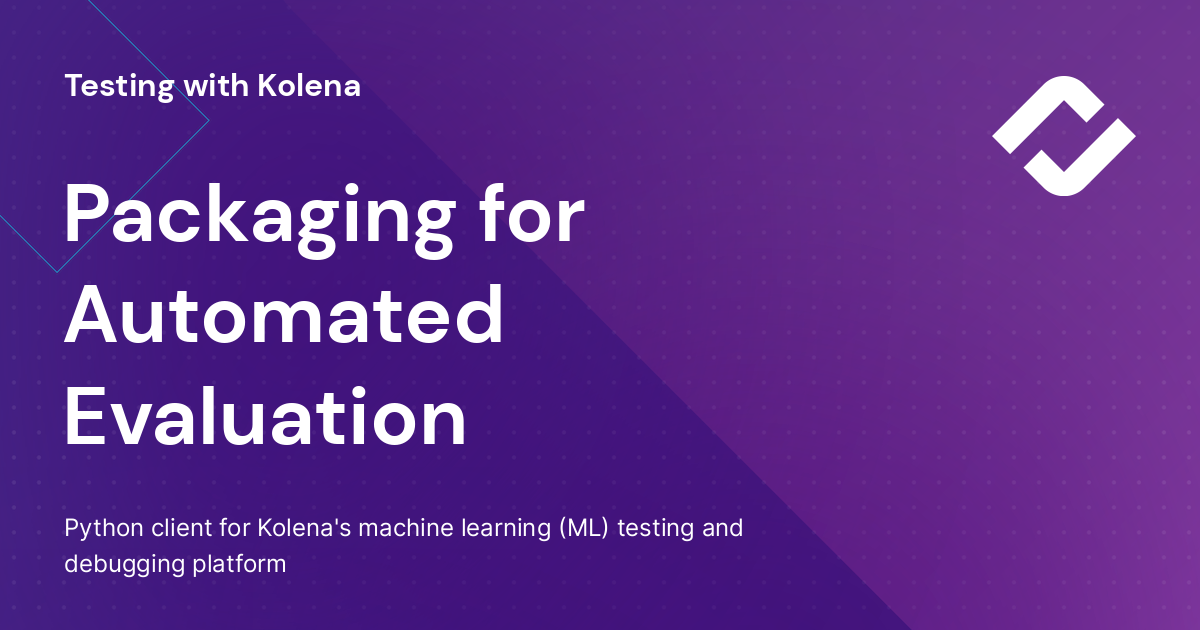 Testing with Kolena
Packaging for
Automated
Evaluation
Python client for Kolena's machine learning (ML) testing and
debugging platform